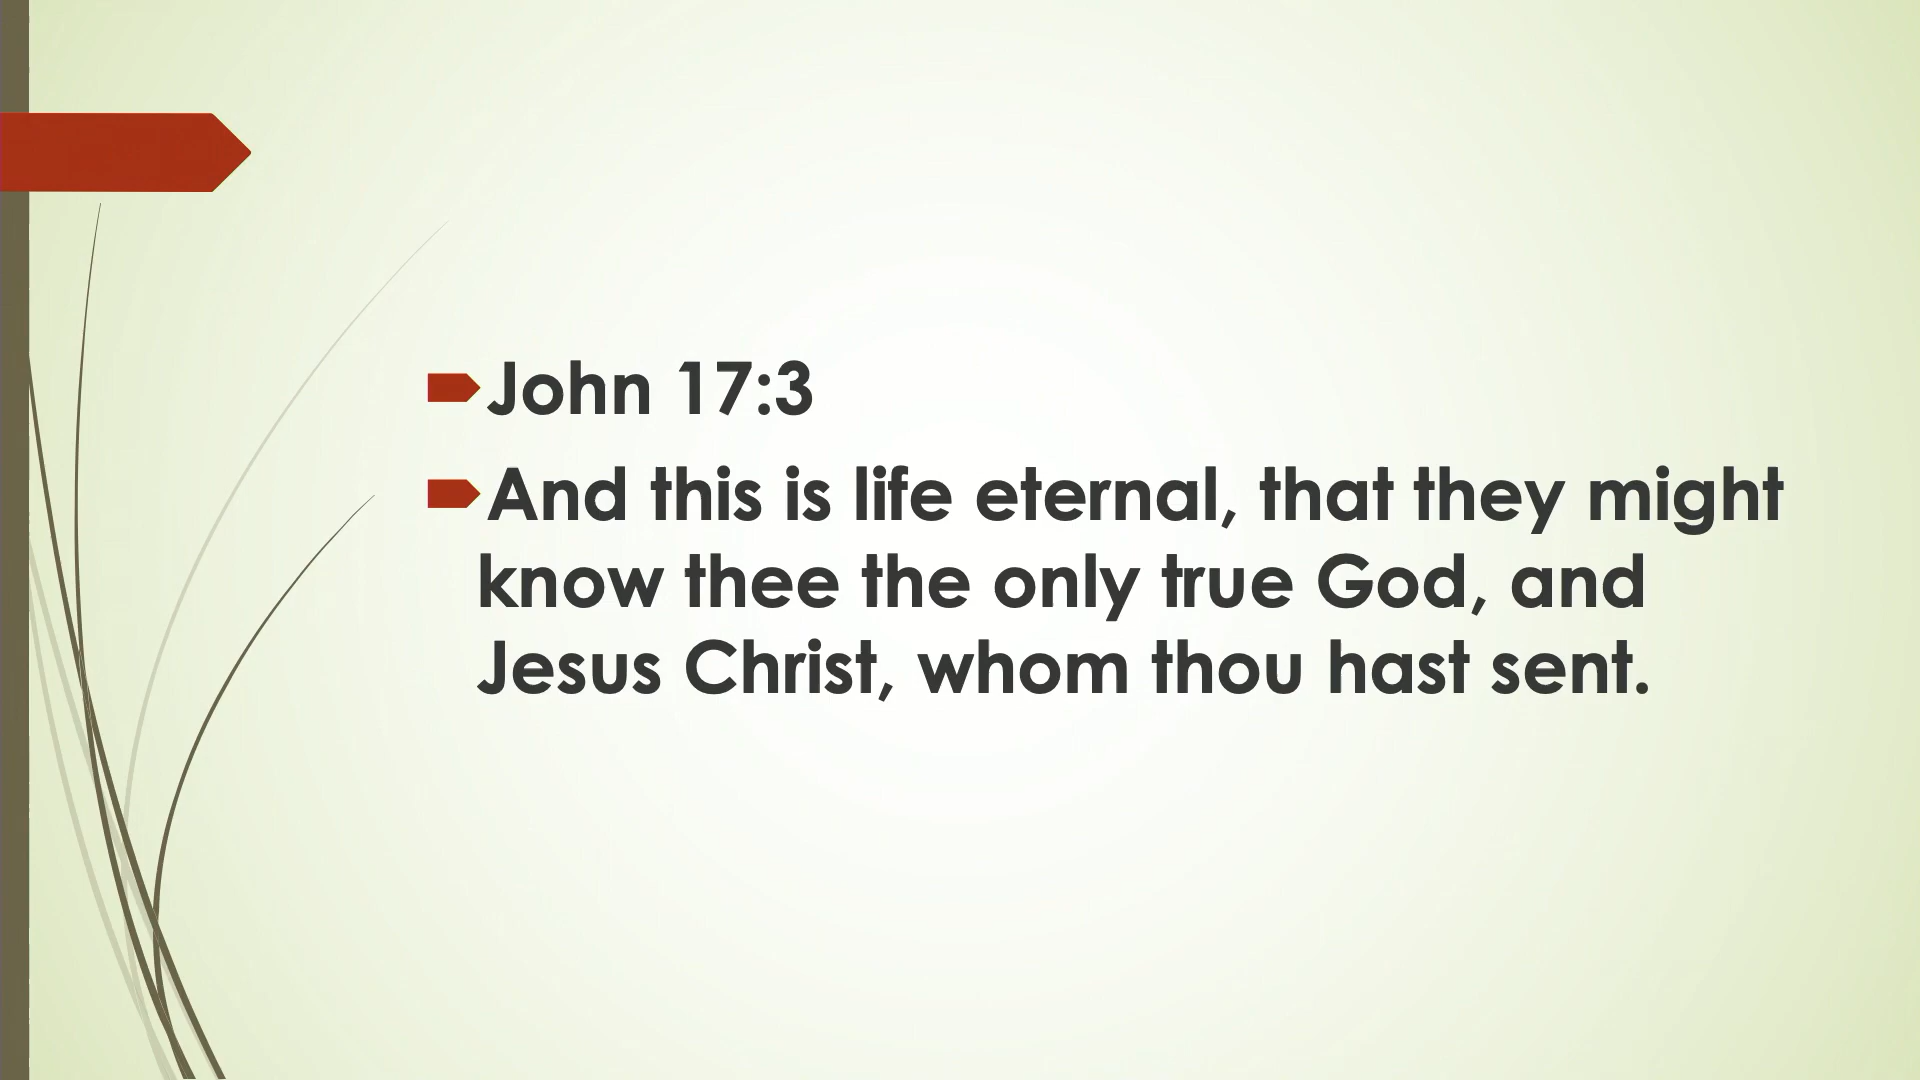 John 17:3
And this is life eternal, that they might
know thee the only true God, and
Jesus Christ, whom thou hast sent.